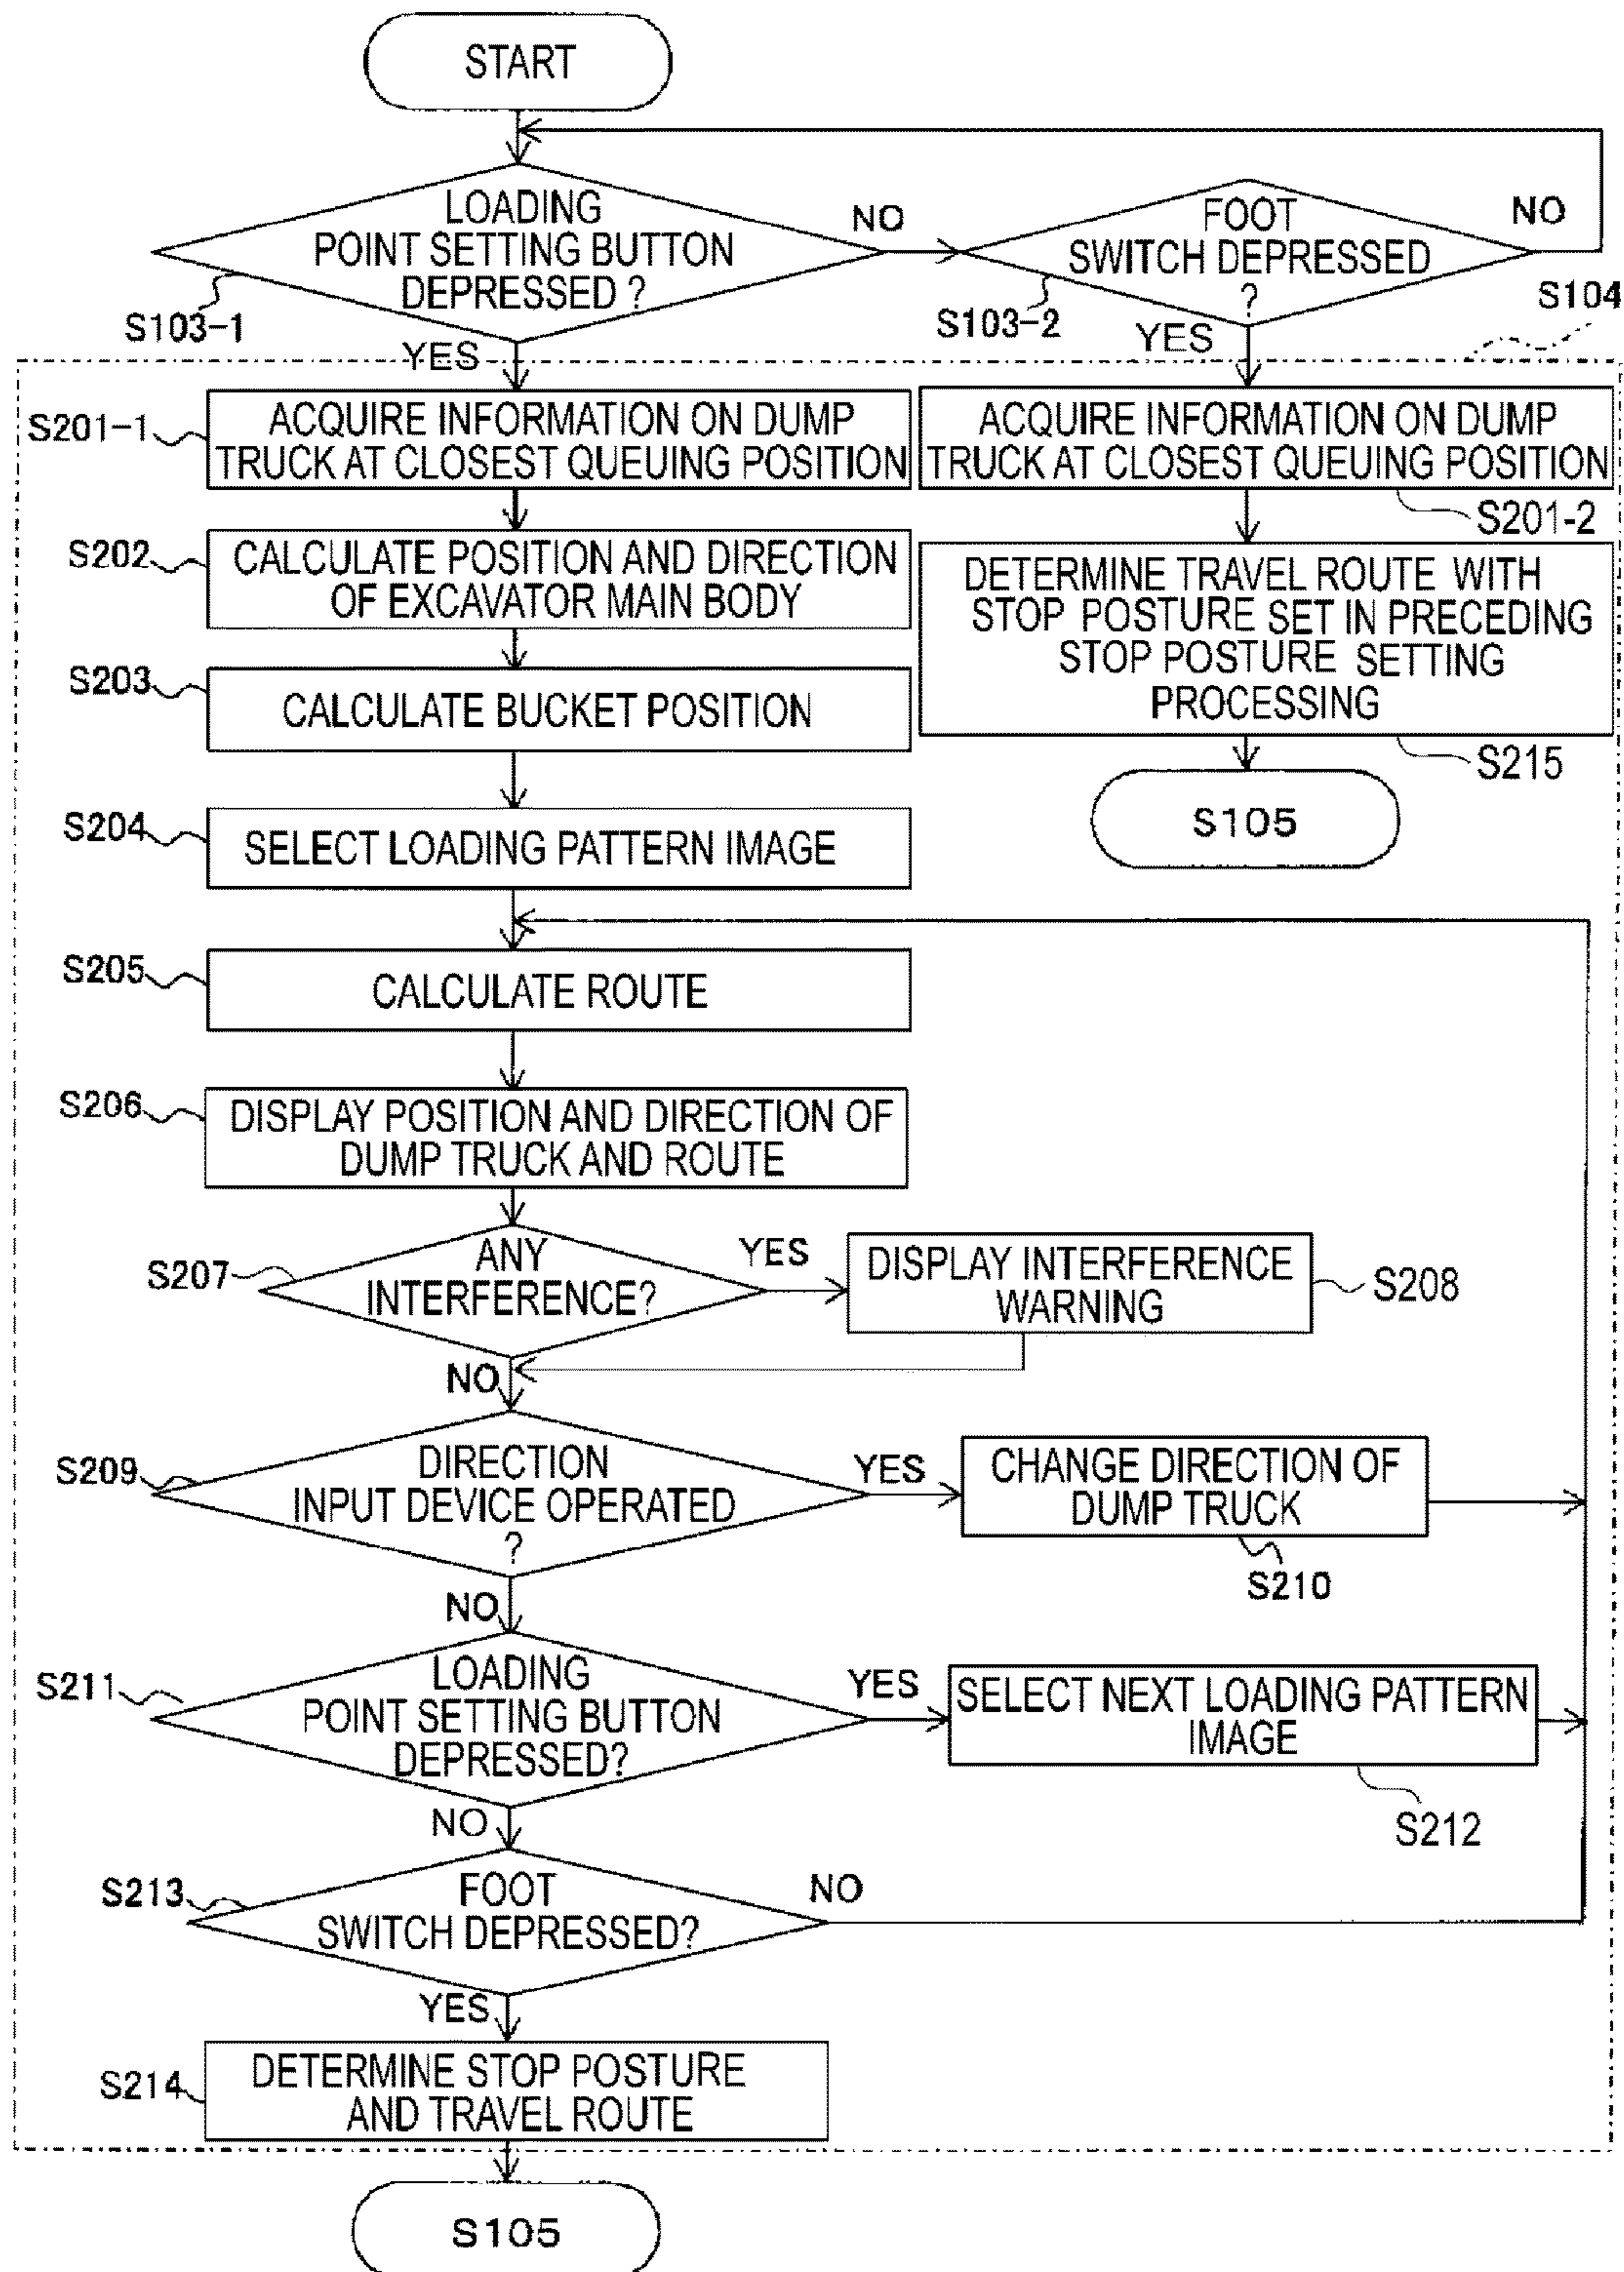 START
LOADING
POINT SETTING BUTTON
DEPRESSED ?
S103-1
NO
FOOT
SWITCH DEPRESSED
?
S103-2
NO
S104
YES
YES
S201-1
ACQUIRE INFORMATION ON DUMP
TRUCK AT CLOSEST QUEUING POSITION
ACQUIRE INFORMATION ON DUMP
TRUCK AT CLOSEST QUEUING POSITION
S201-2
S202
CALCULATE POSITION AND DIRECTION
OF EXCAVATOR MAIN BODY
DETERMINE TRAVEL ROUTE WITH
STOP POSTURE SET IN PRECEDING
STOP POSTURE SETTING
PROCESSING
S215
S203
CALCULATE BUCKET POSITION
S105
S204
SELECT LOADING PATTERN IMAGE
S205
CALCULATE ROUTE
S206
DISPLAY POSITION AND DIRECTION OF
DUMP TRUCK AND ROUTE
S207
ANY
INTERFERENCE?
YES
DISPLAY INTERFERENCE
WARNING
S208
NO
S209
DIRECTION
INPUT DEVICE OPERATED
?
YES
CHANGE DIRECTION OF
DUMP TRUCK
S210
NO
S211
LOADING
POINT SETTING BUTTON
DEPRESSED?
YES
SELECT NEXT LOADING PATTERN
IMAGE
S212
NO
S213
FOOT
SWITCH DEPRESSED?
NO
YES
S214
DETERMINE STOP POSTURE
AND TRAVEL ROUTE
S105